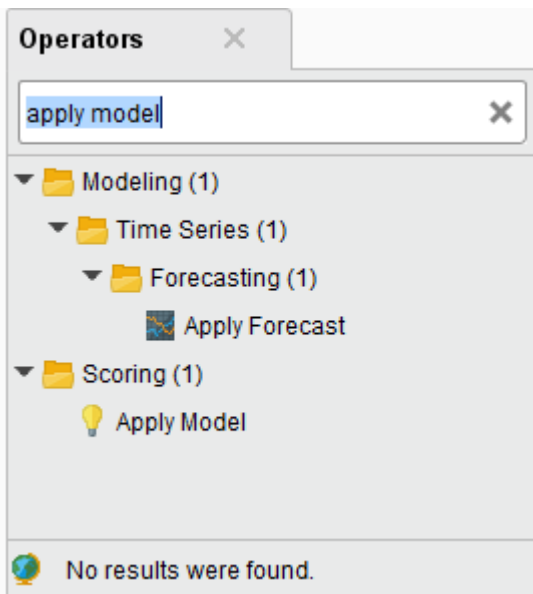 Operators
apply model
Modeling (1)
Time Series (1)
Forecasting (1)
Apply Forecast
Scoring (1)
Apply Model
No results were found.